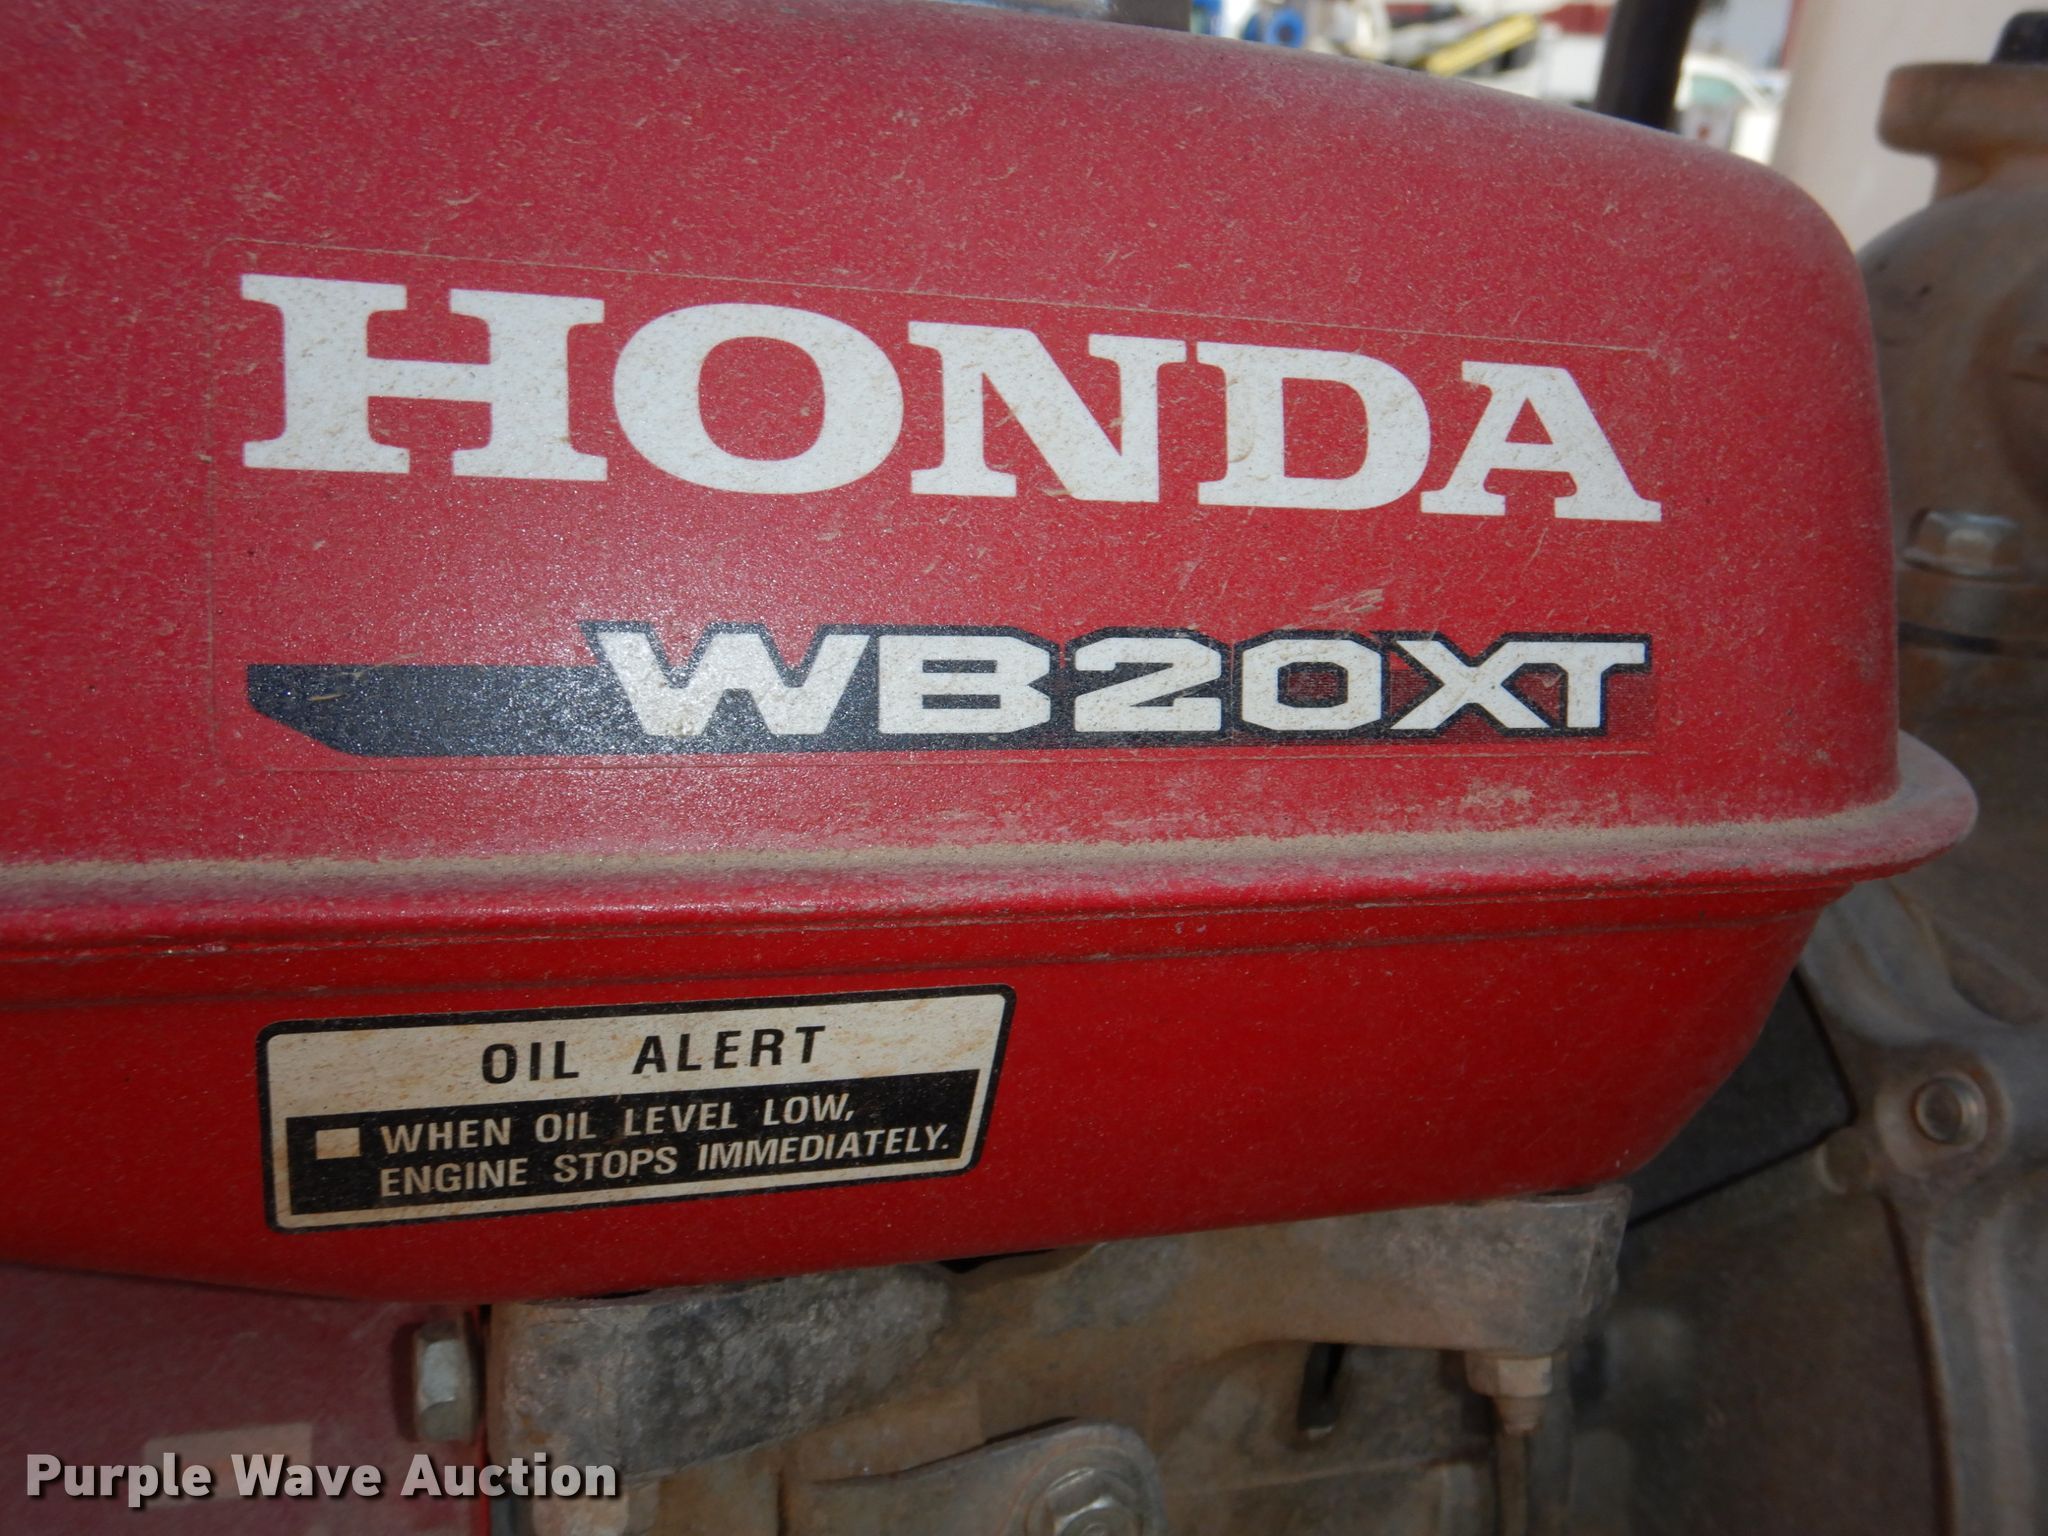 HONDA
WB20XT
OIL ALERT
WHEN OIL LEVEL LOW,
ENGINE STOPS IMMEDIATELY.
Purple Wave Auction